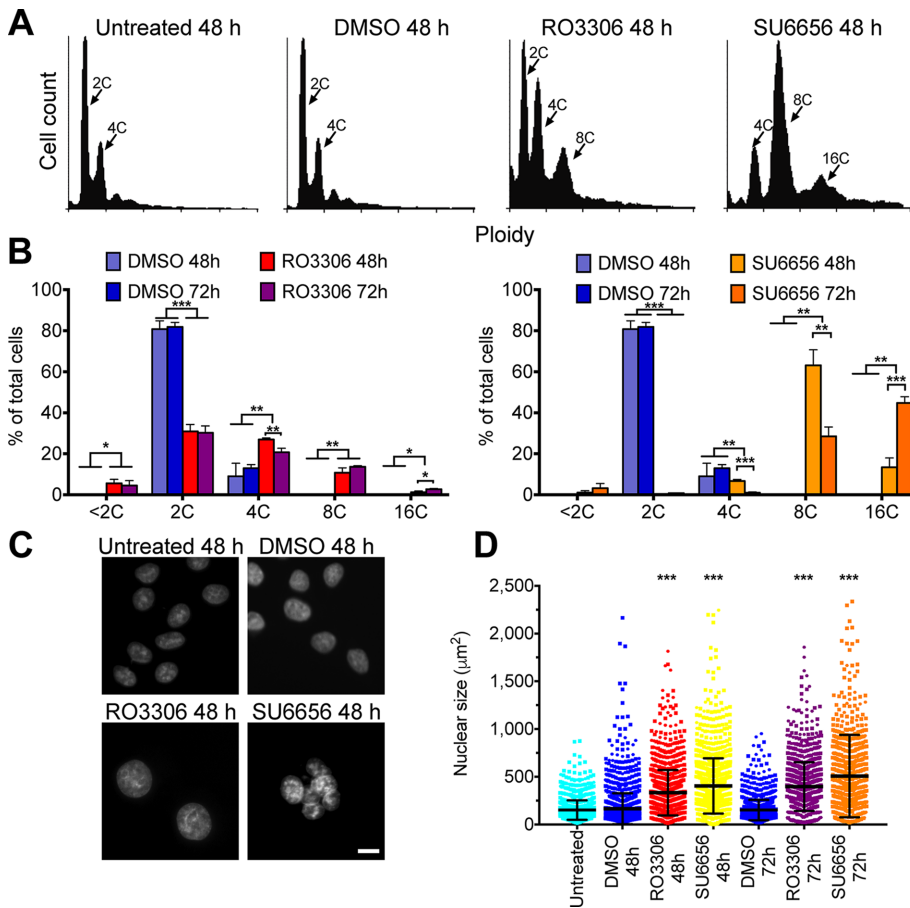 A
Untreated 48 h
DMSO 48 h
RO3306 48 h
SU6656 48 h
Cell count
2C
4C
2C
4C
2C
4C
8C
4C
8C
16C
Ploidy
B
DMSO 48h
RO3306 48h
DMSO 72h
RO3306 72h
% of total cells
100
80
60
40
20
0
<2C
2C
4C
8C
16C
*
***
**
**
**
*
*
DMSO 48h
SU6656 48h
DMSO 72h
SU6656 72h
% of total cells
100
80
60
40
20
0
<2C
2C
4C
8C
16C
***
**
***
**
**
**
***
C
Untreated 48 h
DMSO 48 h
RO3306 48 h
SU6656 48 h
D
*** *** *** ***
Nuclear size (μm²)
2,500
2,000
1,500
1,000
500
0
Untreated
DMSO 48h
RO3306 48h
SU6656 48h
DMSO 72h
RO3306 72h
SU6656 72h